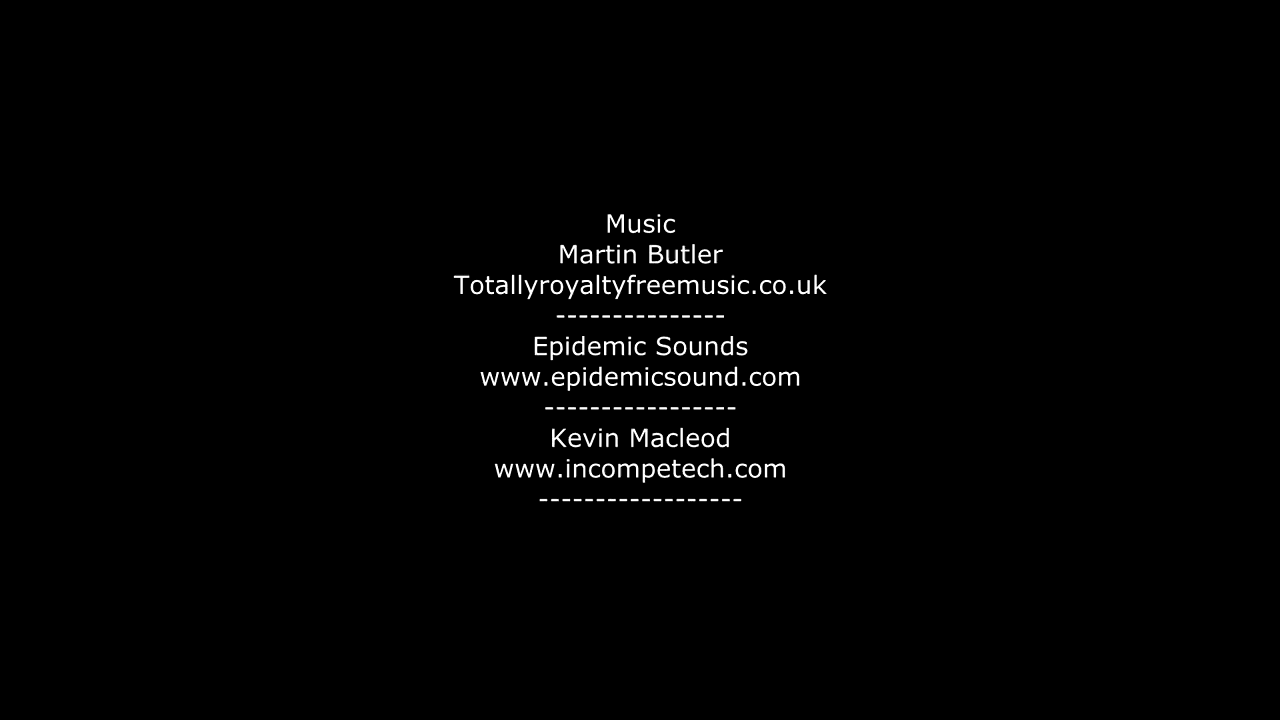 Music
Martin Butler
Totallyroyaltyfreemusic.co.uk
---------------
Epidemic Sounds
www.epidemicsound.com
-----------------
Kevin Macleod
www.incompetech.com
------------------